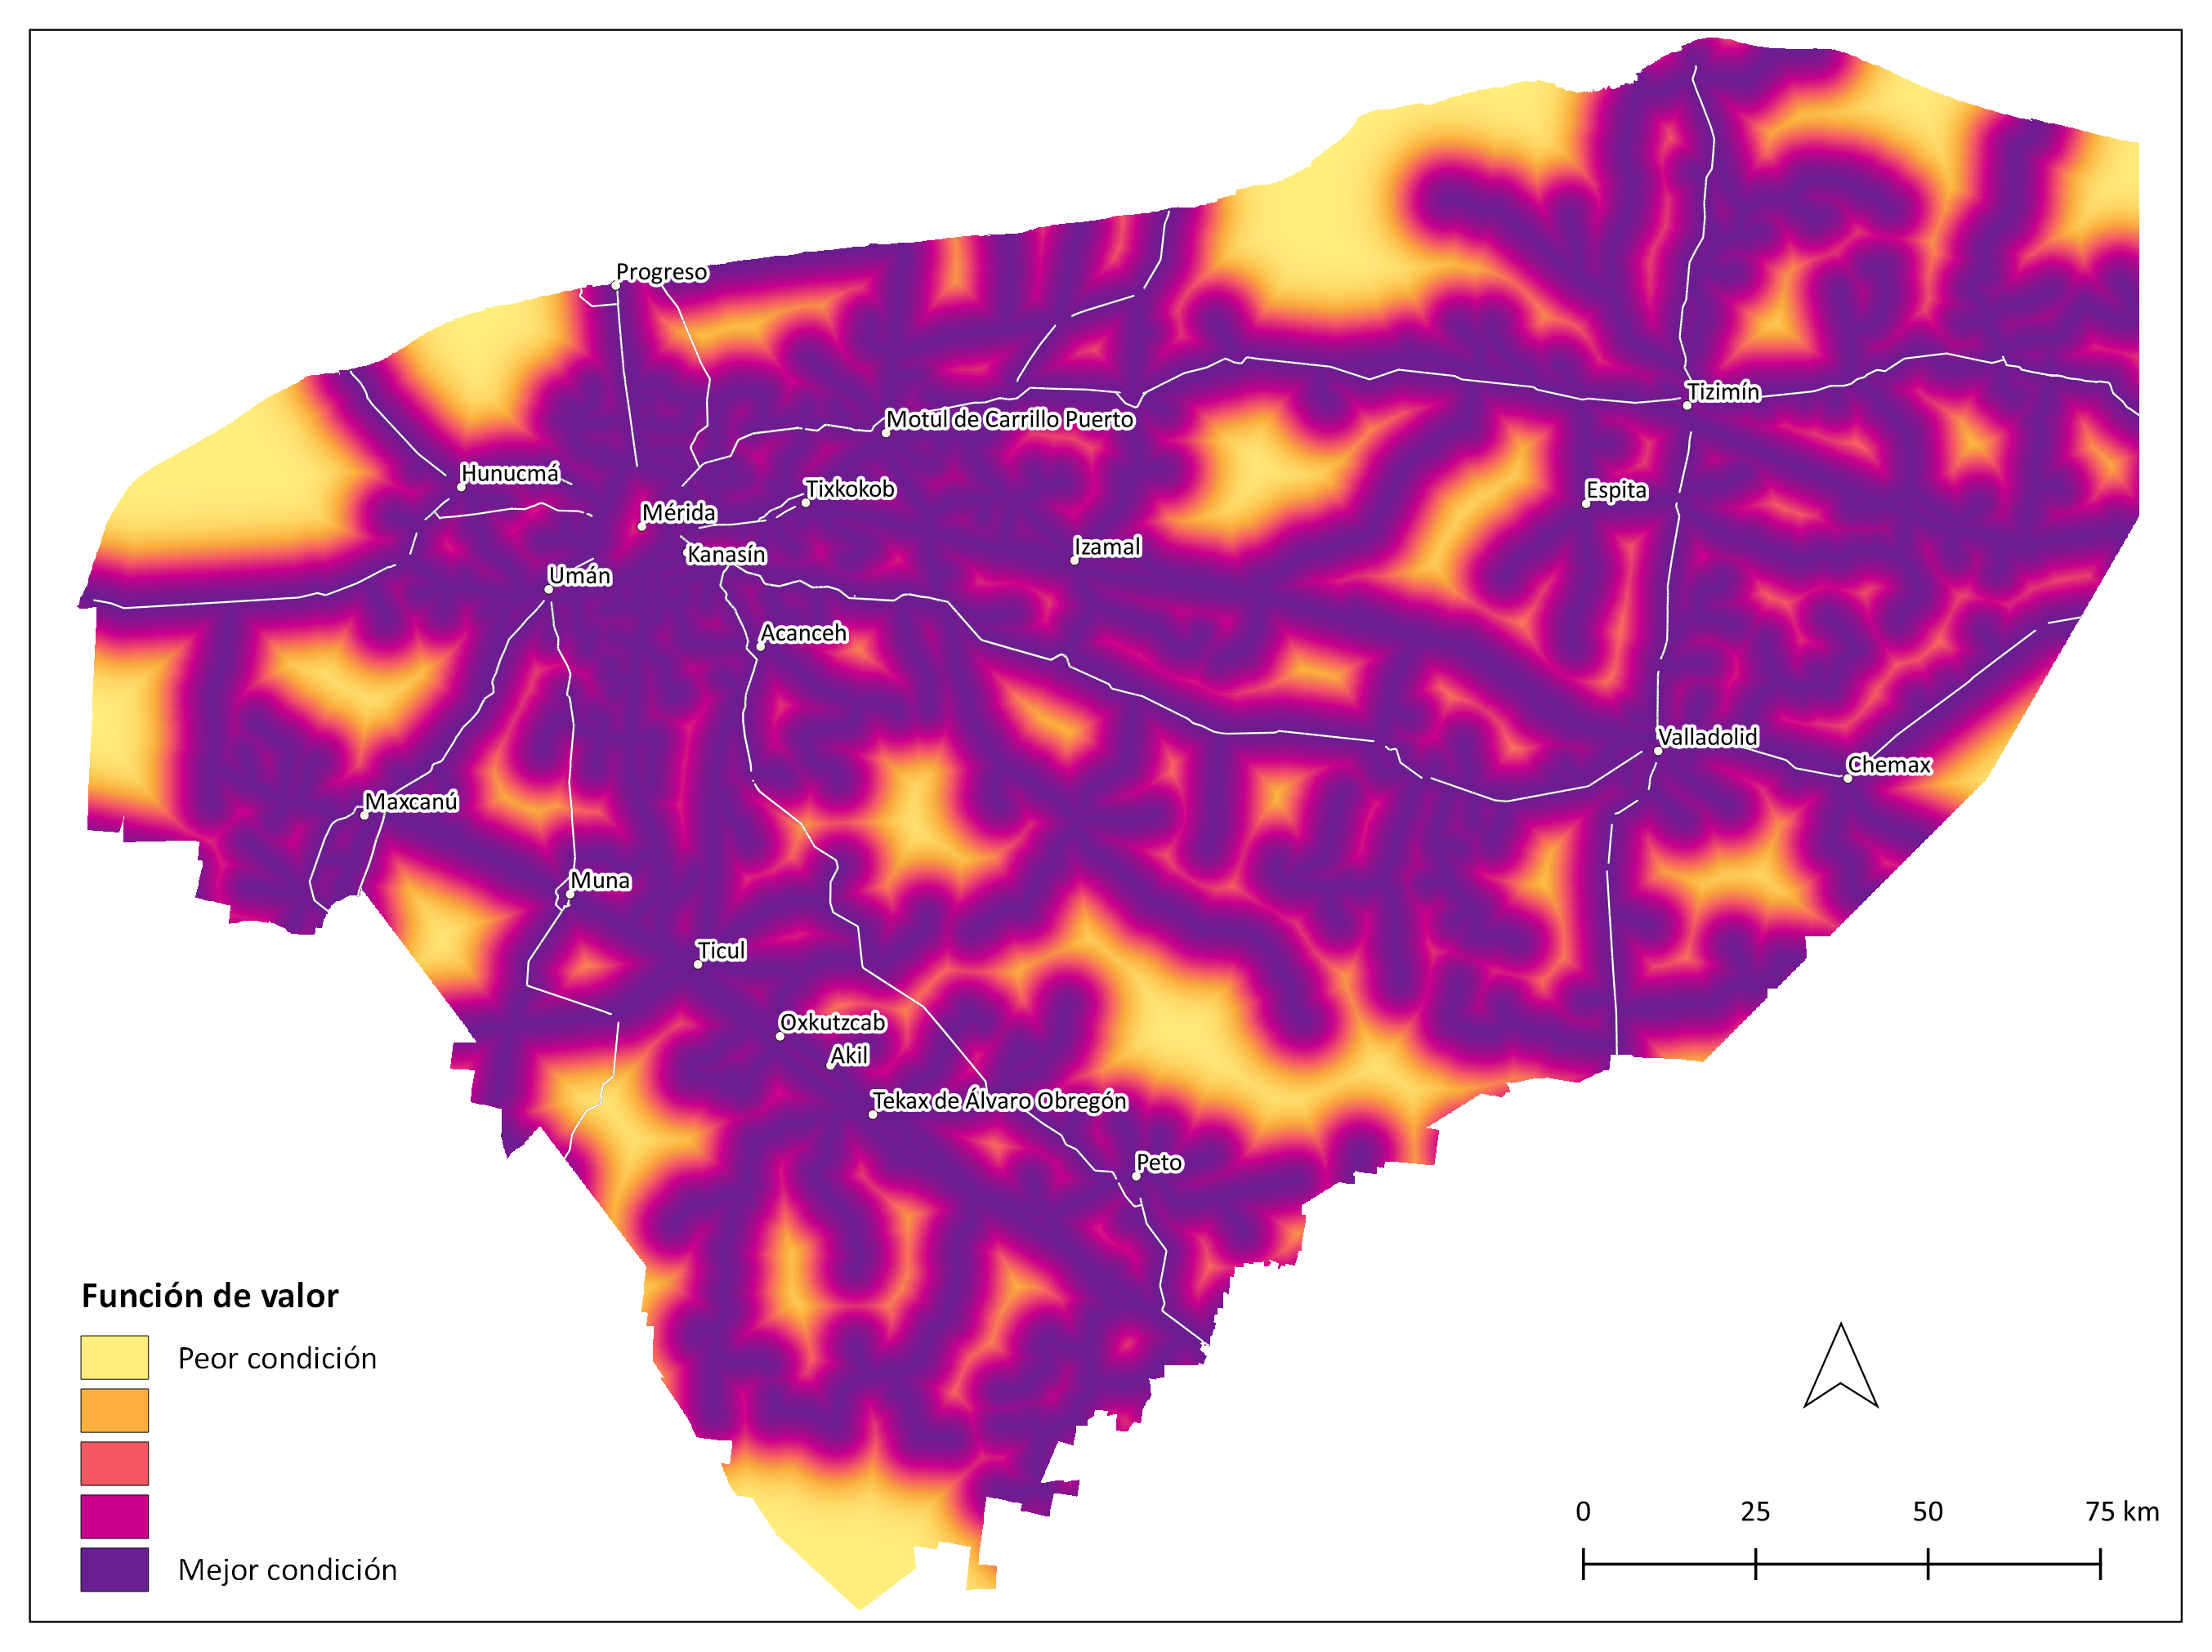 Progreso
Tizimín
Motul de Carrillo Puerto
Hunucmá
Tixkokob
Espita
Mérida
Izamal
Kanasín
Umán
Acanceh
Valladolid
Chemax
Maxcanú
Muna
Ticul
Oxkutzcab
Akil
Tekax de Álvaro Obregón
Peto
Función de valor
Peor condición
Mejor condición
0 25 50 75 km